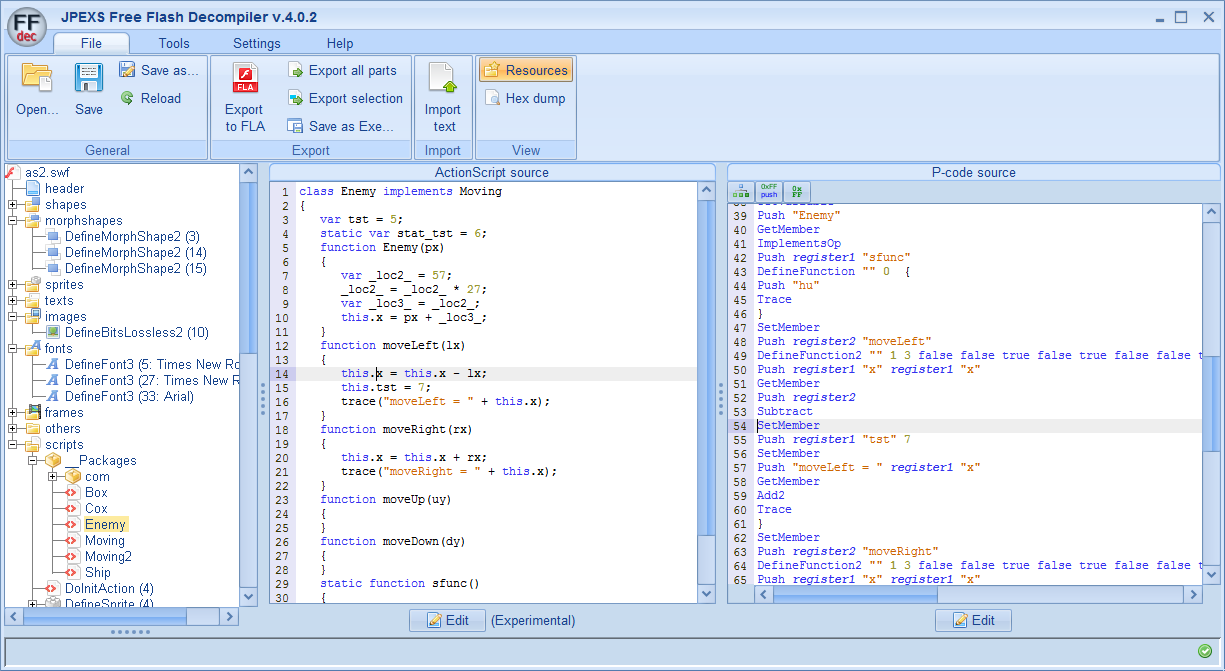 FF
dec
JPEXS Free Flash Decompiler v.4.0.2
File
Tools
Settings
Help
Open...
Save
Save as...
Reload
General
FLA
Export
to FLA
Export all parts
Export selection
Save as Exe...
Export
Import
text
Import
Resources
Hex dump
View
as2.swf
header
shapes
morphshapes
DefineMorphShape2 (3)
DefineMorphShape2 (14)
DefineMorphShape2 (15)
sprites
texts
images
DefineBitsLossless2 (10)
fonts
DefineFont3 (5: Times New Ro
DefineFont3 (27: Times New R
DefineFont3 (33: Arial)
frames
others
scripts
__Packages
com
Box
Cox
Enemy
Moving
Moving2
Ship
DoInitAction (4)
DefineSprite (4)
ActionScript source
1 class Enemy implements Moving
2 {
3 var tst = 5;
4 static var stat_tst = 6;
5 function Enemy(px)
6 {
7 var _loc2_ = 57;
8 _loc2_ = _loc2_ * 27;
9 var _loc3_ = _loc2_;
10 this.x = px + _loc3_;
11 }
12 function moveLeft(lx)
13 {
14 this.x = this.x - lx;
15 this.tst = 7;
16 trace("moveLeft = " + this.x);
17 }
18 function moveRight(rx)
19 {
20 this.x = this.x + rx;
21 trace("moveRight = " + this.x);
22 }
23 function moveUp(uy)
24 {
25 }
26 function moveDown(dy)
27 {
28 }
29 static function sfunc()
30 {
Edit
(Experimental)
P-code source
0xFF
push
0x
FF
39 Push "Enemy"
40 GetMember
41 ImplementsOp
42 Push register1 "sfunc"
43 DefineFunction "" 0 {
44 Push "hu"
45 Trace
46 }
47 SetMember
48 Push register2 "moveLeft"
49 DefineFunction2 "" 1 3 false false true false true false false t
50 Push register1 "x" register1 "x"
51 GetMember
52 Push register2
53 Subtract
54 SetMember
55 Push register1 "tst" 7
56 SetMember
57 Push "moveLeft = " register1 "x"
58 GetMember
59 Add2
60 Trace
61 }
62 SetMember
63 Push register2 "moveRight"
64 DefineFunction2 "" 1 3 false false true false true false false t
65 Push register1 "x" register1 "x"
Edit